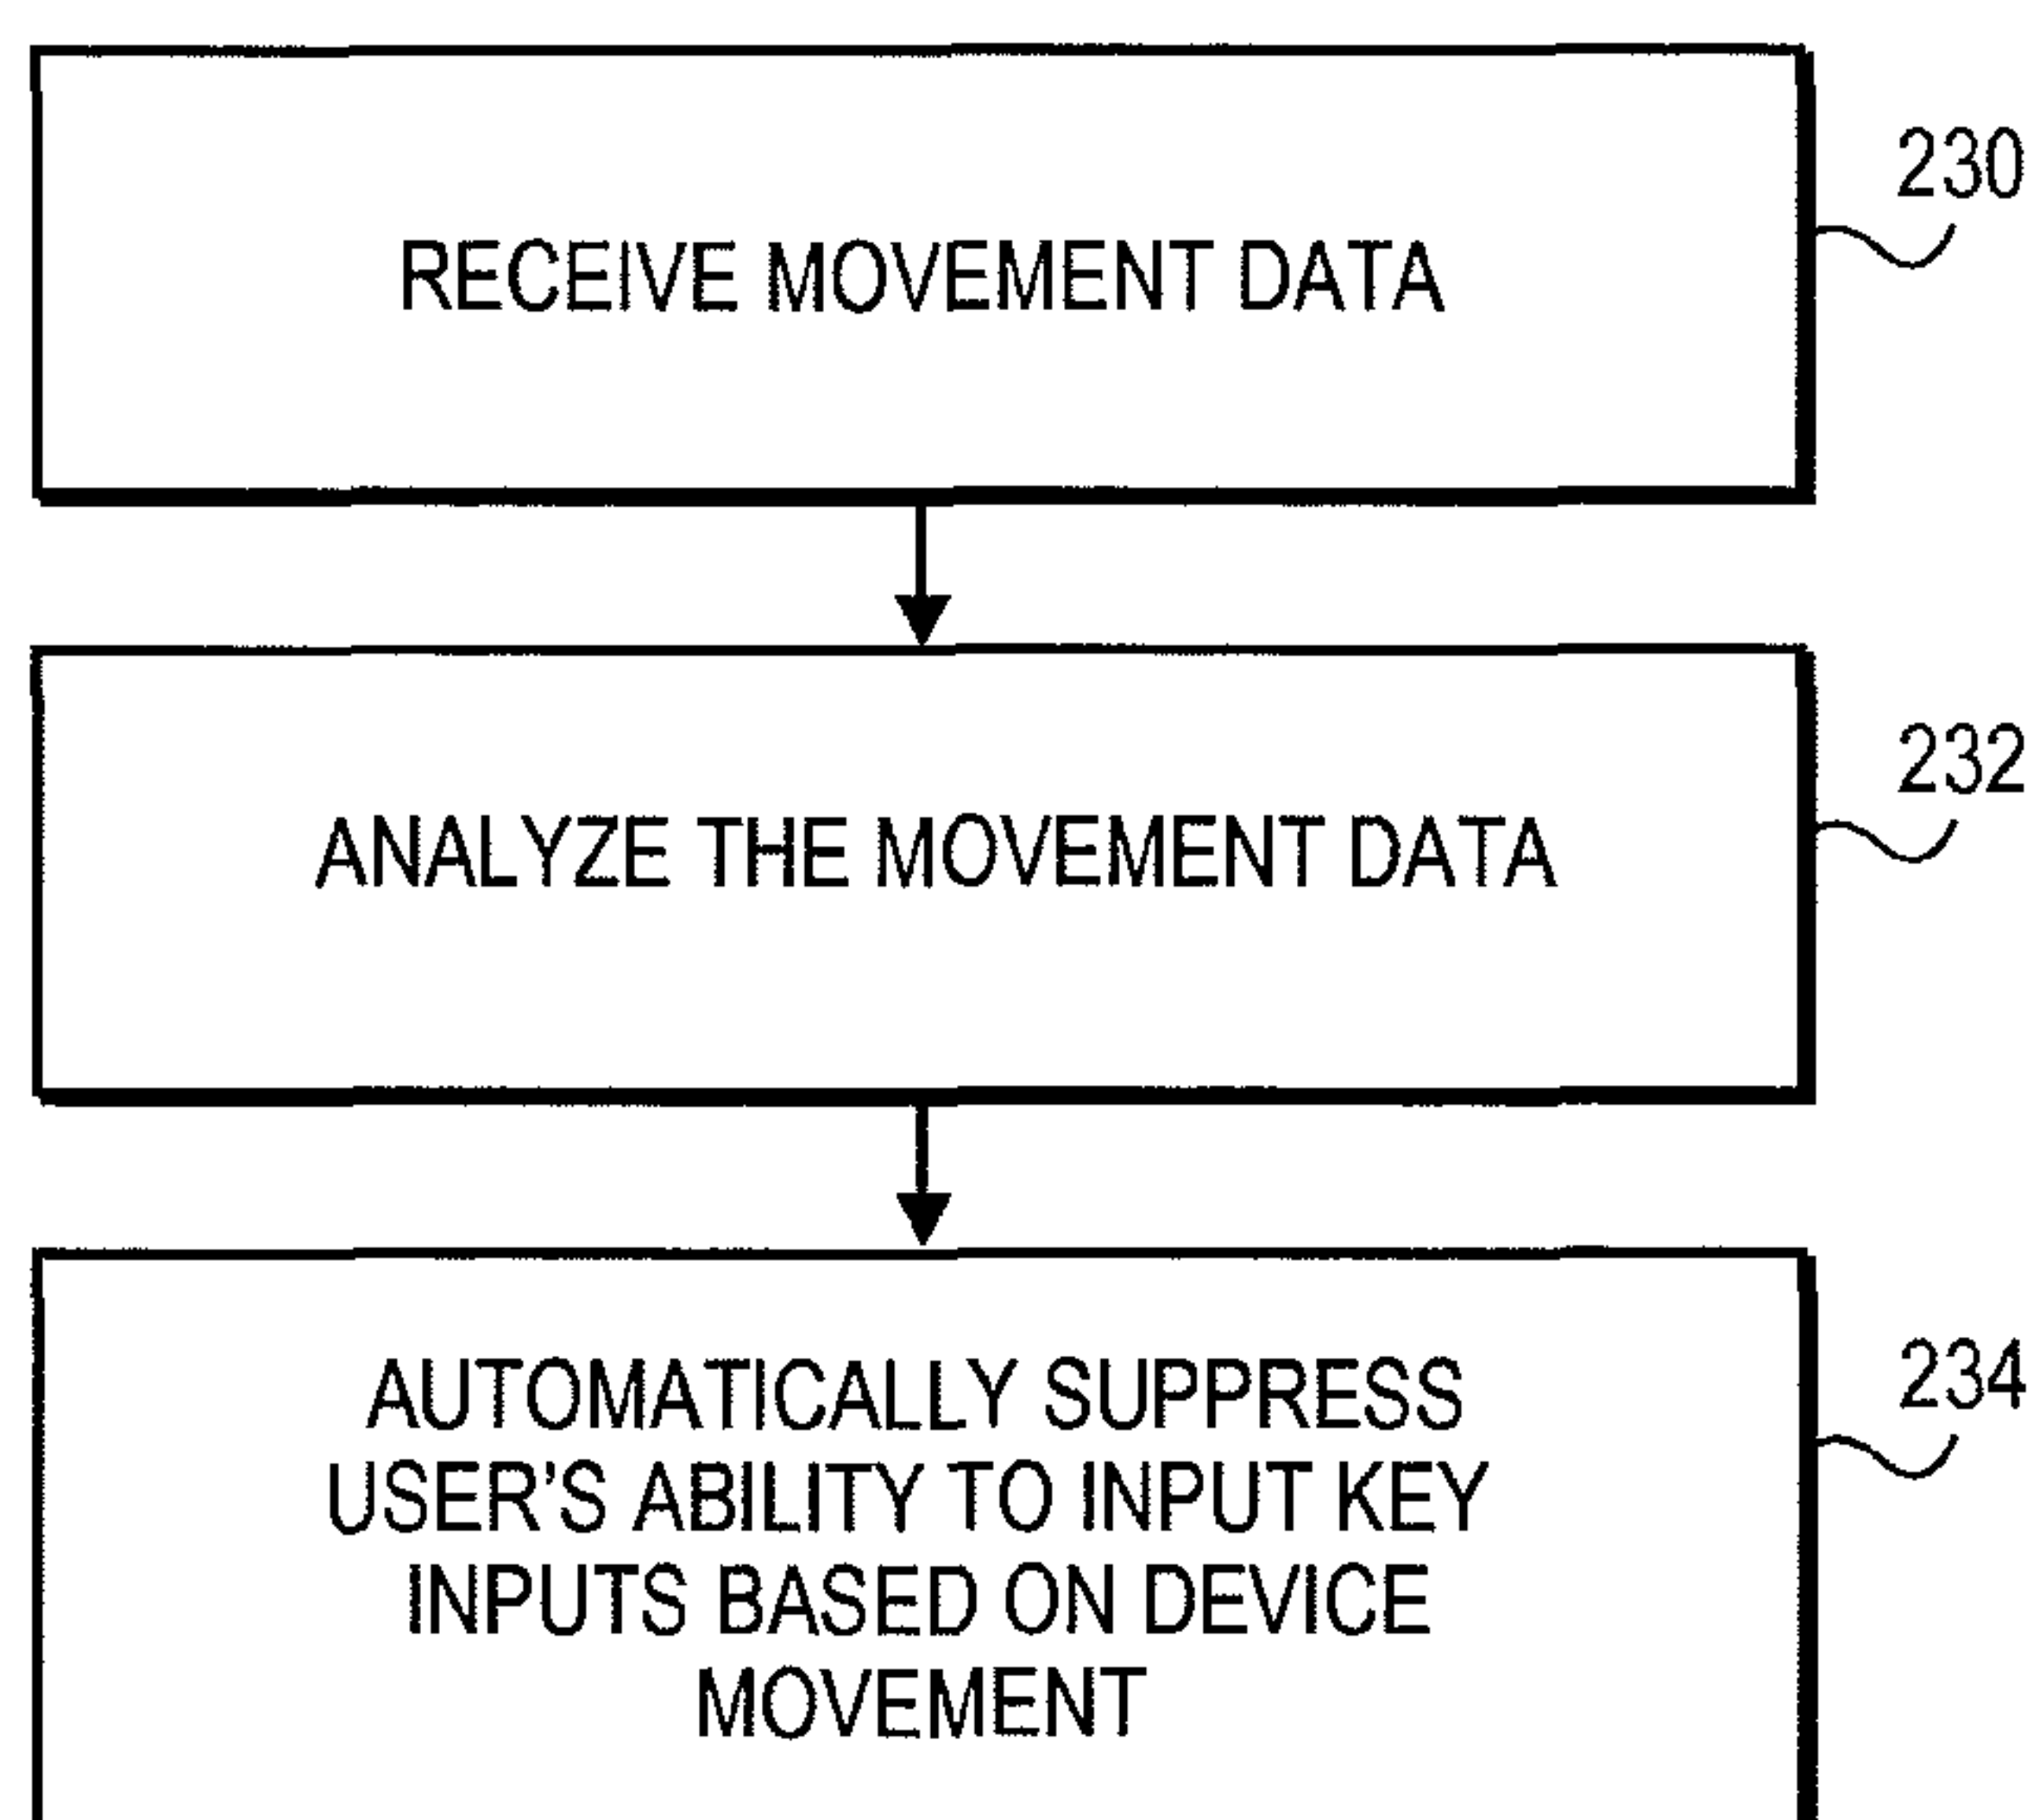 230
RECEIVE MOVEMENT DATA
232
ANALYZE THE MOVEMENT DATA
234
AUTOMATICALLY SUPPRESS
USER'S ABILITY TO INPUT KEY
INPUTS BASED ON DEVICE
MOVEMENT